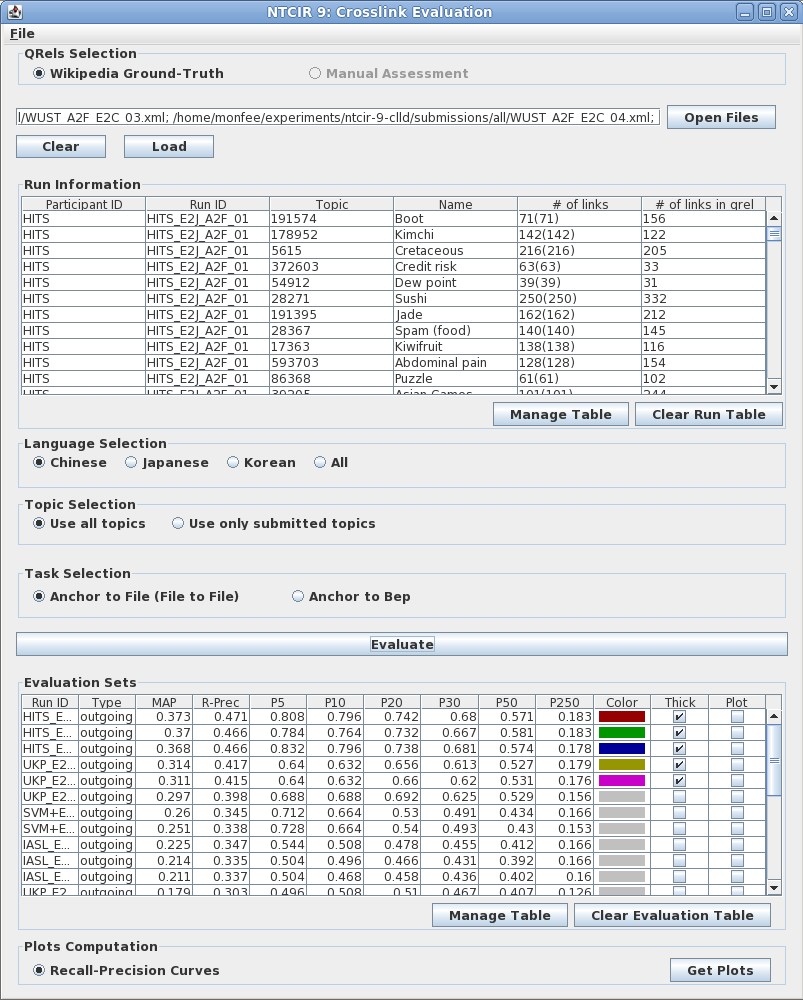 NTCIR 9: Crosslink Evaluation
File
QRels Selection
Wikipedia Ground-Truth Manual Assessment
l/WUST_A2F_E2C_03.xml; /home/monfee/experiments/ntcir-9-clld/submissions/all/WUST_A2F_E2C_04.xml; Open Files
Clear Load
Run Information
Participant ID Run ID Topic Name # of links # of links in qrel
HITS HITS_E2J_A2F_01 191574 Boot 71(71) 156
HITS HITS_E2J_A2F_01 178952 Kimchi 142(142) 122
HITS HITS_E2J_A2F_01 5615 Cretaceous 216(216) 205
HITS HITS_E2J_A2F_01 372603 Credit risk 63(63) 33
HITS HITS_E2J_A2F_01 54912 Dew point 39(39) 31
HITS HITS_E2J_A2F_01 28271 Sushi 250(250) 332
HITS HITS_E2J_A2F_01 191395 Jade 162(162) 212
HITS HITS_E2J_A2F_01 28367 Spam (food) 140(140) 145
HITS HITS_E2J_A2F_01 17363 Kiwifruit 138(138) 116
HITS HITS_E2J_A2F_01 593703 Abdominal pain 128(128) 154
HITS HITS_E2J_A2F_01 86368 Puzzle 61(61) 102
HITS HITS_E2J_A2F_01 39295 Asian Games 101(101) 244
Manage Table Clear Run Table
Language Selection
Chinese Japanese Korean All
Topic Selection
Use all topics Use only submitted topics
Task Selection
Anchor to File (File to File) Anchor to Bep
Evaluate
Evaluation Sets
Run ID Type MAP R-Prec P5 P10 P20 P30 P50 P250 Color Thick Plot
HITS_E... outgoing 0.373 0.471 0.808 0.796 0.742 0.68 0.571 0.183
HITS_E... outgoing 0.37 0.466 0.784 0.764 0.732 0.667 0.581 0.183
HITS_E... outgoing 0.368 0.466 0.832 0.796 0.738 0.681 0.574 0.178
UKP_E2... outgoing 0.314 0.417 0.64 0.632 0.656 0.613 0.527 0.179
UKP_E2... outgoing 0.311 0.415 0.64 0.632 0.66 0.62 0.531 0.176
UKP_E2... outgoing 0.297 0.398 0.688 0.688 0.692 0.625 0.529 0.156
SVM+E... outgoing 0.26 0.345 0.712 0.664 0.53 0.491 0.434 0.166
SVM+E... outgoing 0.251 0.338 0.728 0.664 0.54 0.493 0.43 0.153
IASL_E... outgoing 0.225 0.347 0.544 0.508 0.478 0.455 0.412 0.166
IASL_E... outgoing 0.214 0.335 0.504 0.496 0.466 0.431 0.392 0.166
IASL_E... outgoing 0.211 0.337 0.504 0.468 0.458 0.436 0.402 0.16
UKP_E2... outgoing 0.179 0.303 0.496 0.508 0.51 0.467 0.407 0.126
Manage Table Clear Evaluation Table
Plots Computation
Recall-Precision Curves Get Plots